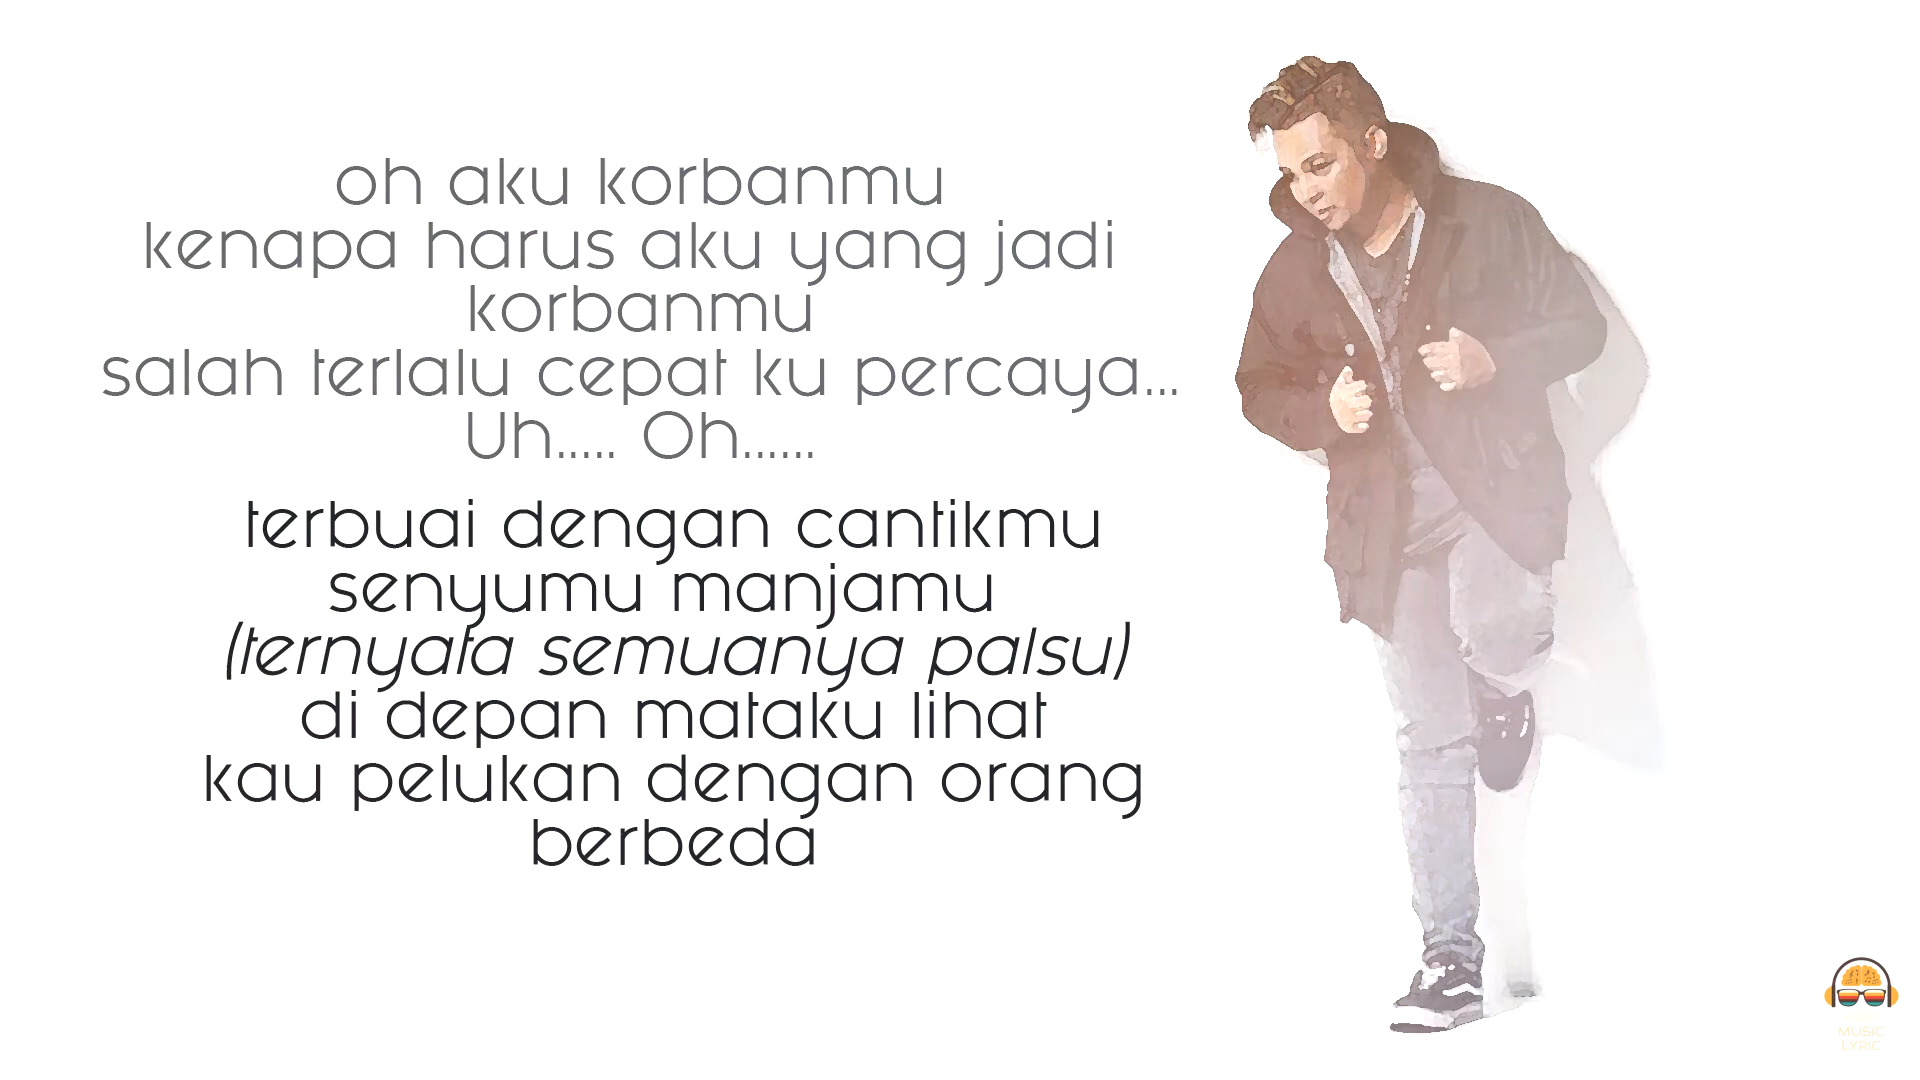 oh aku korbanmu
kenapa harus aku yang jadi
korbanmu
salah terlalu cepat ku percaya...
Uh..... Oh......
terbuai dengan cantikmu
senyumu manjamu
(ternyata semuanya palsu)
di depan mataku lihat
kau pelukan dengan orang
berbeda
MUSIC
LYRIC